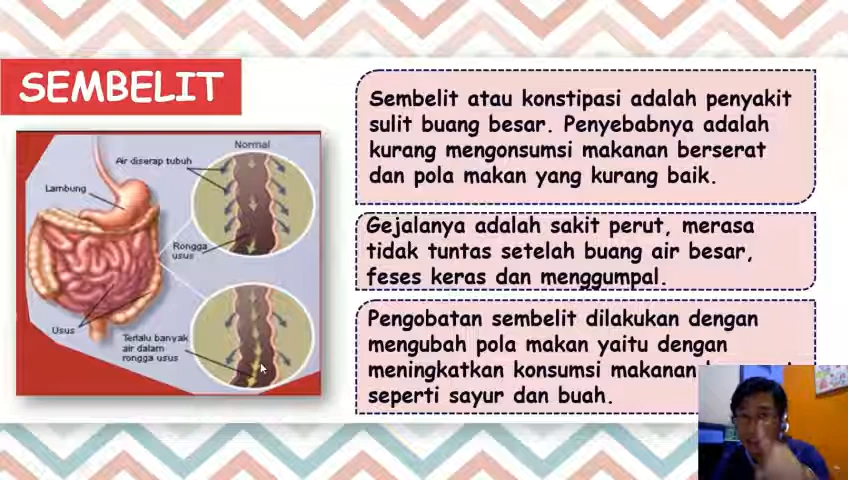 SEMBELIT
Normal
Air diserap tubuh
Lambung
Rongga
usus
Usus
Terlalu banyak
air dalam
rongga usus
Sembelit atau konstipasi adalah penyakit
sulit buang besar. Penyebabnya adalah
kurang mengonsumsi makanan berserat
dan pola makan yang kurang baik.
Gejalanya adalah sakit perut, merasa
tidak tuntas setelah buang air besar,
feses keras dan menggumpal.
Pengobatan sembelit dilakukan dengan
mengubah pola makan yaitu dengan
meningkatkan konsumsi makanan
seperti sayur dan buah.